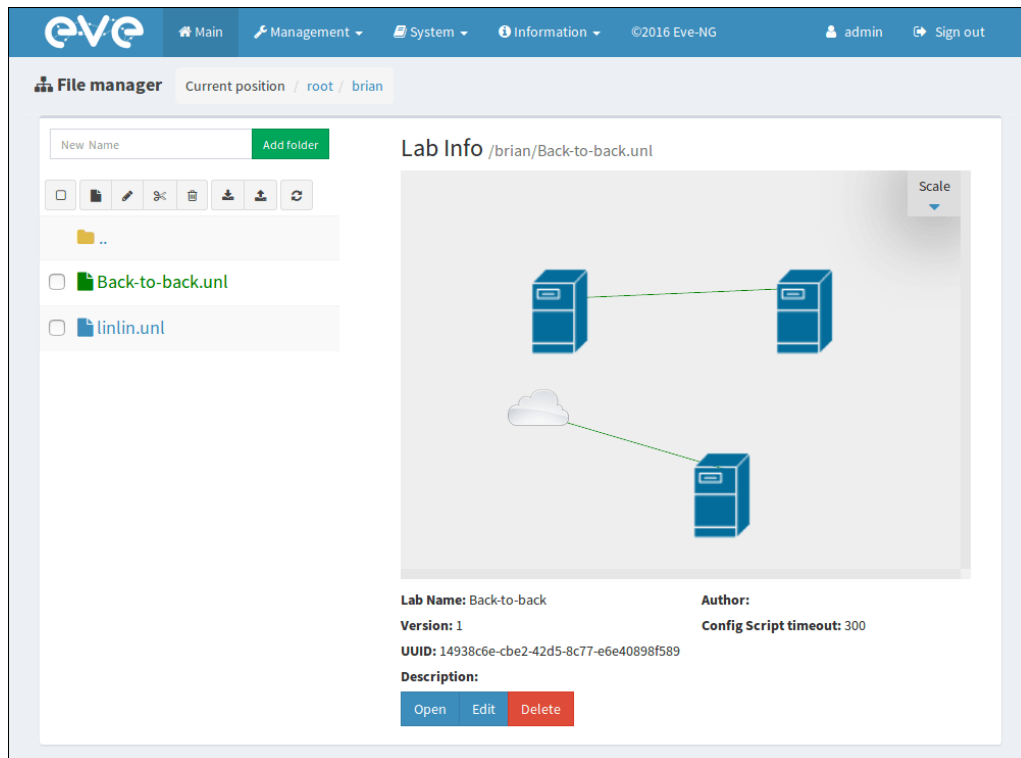 eve Main Management System Information ©2016 Eve-NG admin Sign out
File manager Current position / root / brian
New Name Add folder
Lab Info /brian/Back-to-back.unl
Scale
..
Back-to-back.unl
linlin.unl
Lab Name: Back-to-back Author:
Version: 1 Config Script timeout: 300
UUID: 14938c6e-cbe2-42d5-8c77-e6e40898f589
Description:
Open Edit Delete